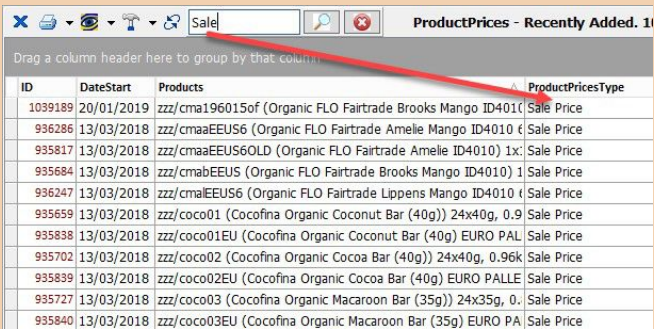 Sale
ProductPrices - Recently Added. 10
Drag a column header here to group by that column
ID DateStart Products ProductPricesType
1039189 20/01/2019 zzz/cma196015of (Organic FLO Fairtrade Brooks Mango ID4010 Sale Price
936286 13/03/2018 zzz/cmaaEEUS6 (Organic FLO Fairtrade Amelie Mango ID4010 6 Sale Price
935817 13/03/2018 zzz/cmaaEEUS6OLD (Organic FLO Fairtrade Amelie ID4010) 1x1 Sale Price
935684 13/03/2018 zzz/cmabEEUS (Organic FLO Fairtrade Brooks Mango ID4010) 1 Sale Price
936247 13/03/2018 zzz/cmalEEUS6 (Organic FLO Fairtrade Lippens Mango ID4010 6 Sale Price
935659 13/03/2018 zzz/coco01 (Cocofina Organic Coconut Bar (40g)) 24x40g, 0.9 Sale Price
935838 13/03/2018 zzz/coco01EU (Cocofina Organic Coconut Bar (40g) EURO PAL Sale Price
935702 13/03/2018 zzz/coco02 (Cocofina Organic Cocoa Bar (40g)) 24x40g, 0.96k Sale Price
935839 13/03/2018 zzz/coco02EU (Cocofina Organic Cocoa Bar (40g) EURO PALLE Sale Price
935727 13/03/2018 zzz/coco03 (Cocofina Organic Macaroon Bar (35g)) 24x35g, 0. Sale Price
935840 13/03/2018 zzz/coco03EU (Cocofina Organic Macaroon Bar (35g) EURO PA Sale Price